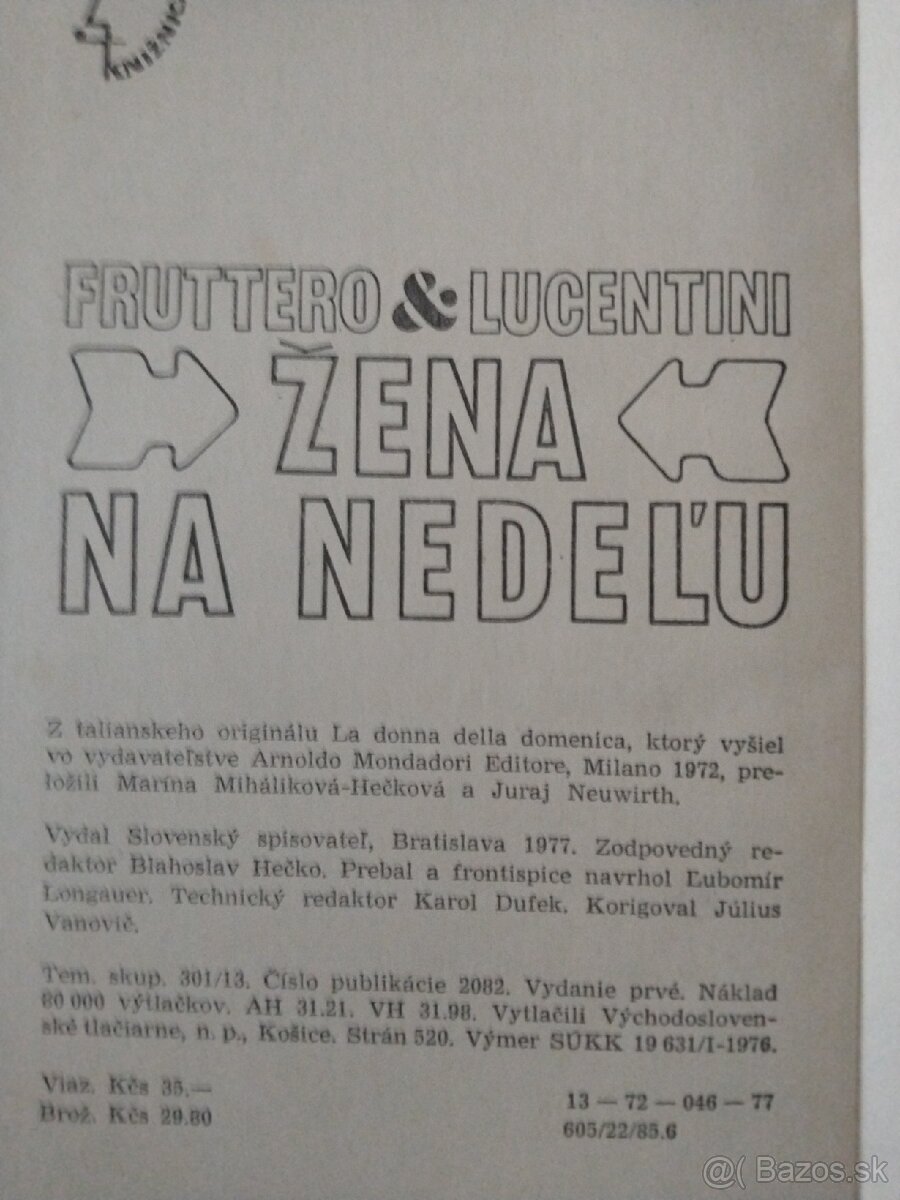 KNIŽNICA
FRUTTERO & LUCENTINI
ŽENA
NA NEDEĽU
Z talianskeho originálu La donna della domenica, ktorý vyšiel
vo vydavateľstve Arnoldo Mondadori Editore, Milano 1972, pre-
ložili Marína Miháliková-Hečková a Juraj Neuwirth.
Vydal Slovenský spisovateľ, Bratislava 1977. Zodpovedný re-
daktor Blahoslav Hečko. Prebal a frontispice navrhol Ľubomír
Longauer. Technický redaktor Karol Dufek. Korigoval Július
Vanovič.
Tem. skup. 301/13. Číslo publikácie 2082. Vydanie prvé. Náklad
80 000 výtlačkov. AH 31.21. VH 31.98. Vytlačili Východosloven-
ské tlačiarne, n. p., Košice. Strán 520. Výmer SÚKK 19 631/I-1976.
Viaz. Kčs 35.—
Brož. Kčs 29.80
13 — 72 — 046 — 77
605/22/85.6
@( Bazos.sk